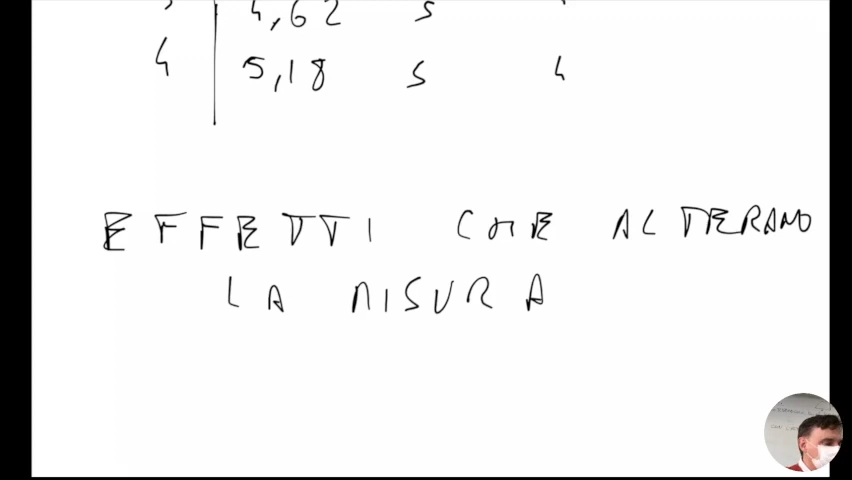 4,62 s
4 5,18 s 4
EFFETTI CHE ALTERANO
LA MISURA